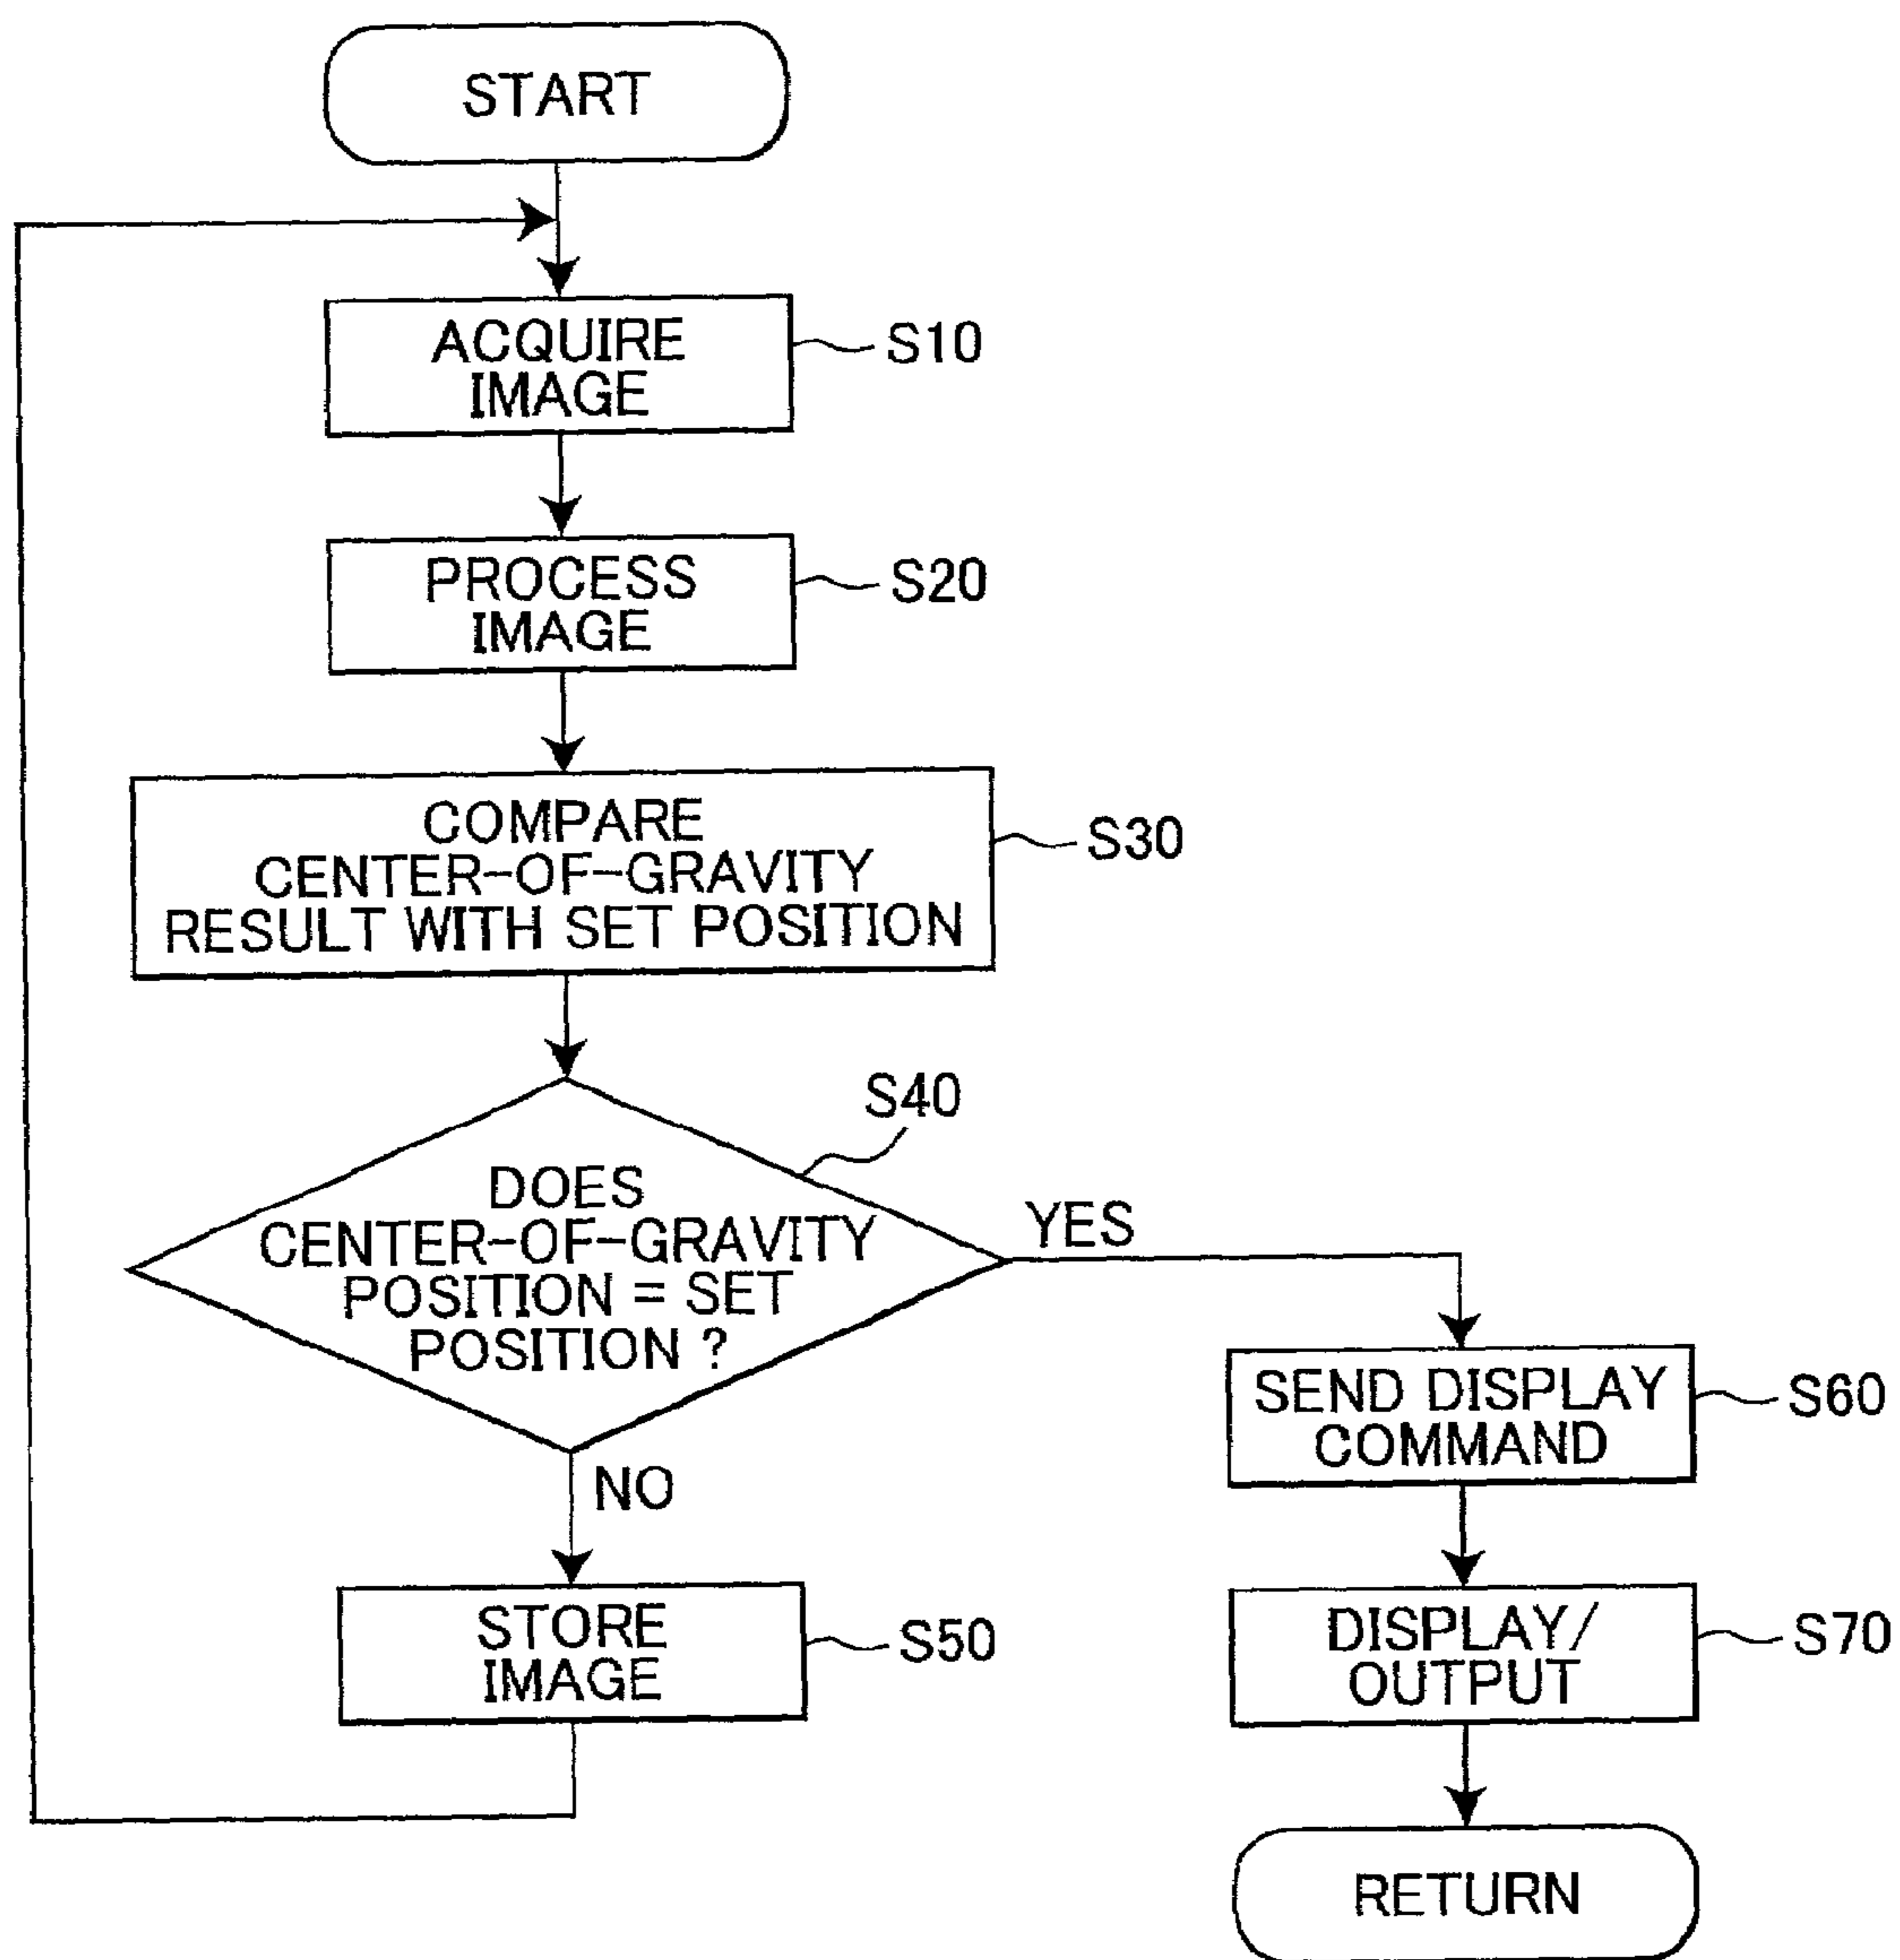 START
ACQUIRE
IMAGE
S10
PROCESS
IMAGE
S20
COMPARE
CENTER-OF-GRAVITY
RESULT WITH SET POSITION
S30
S40
DOES
CENTER-OF-GRAVITY
POSITION = SET
POSITION ?
YES
NO
STORE
IMAGE
S50
SEND DISPLAY
COMMAND
S60
DISPLAY/
OUTPUT
S70
RETURN